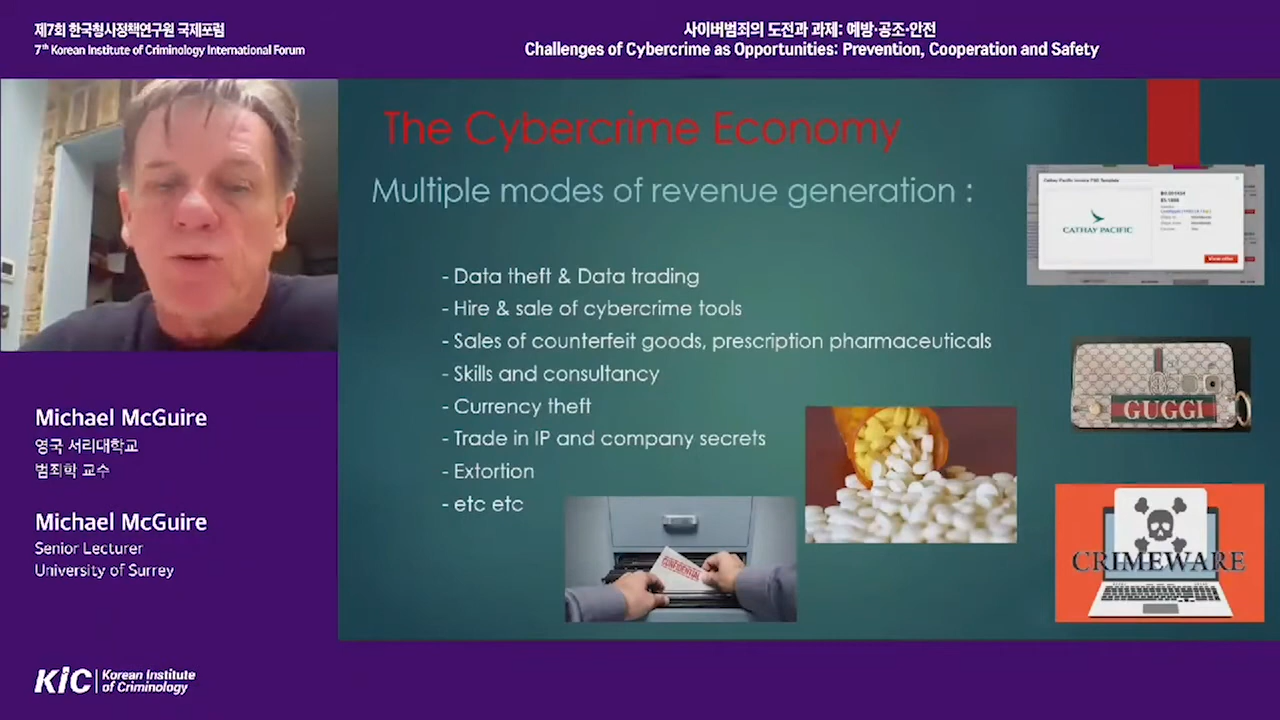 제7회 한국형사정책연구원 국제포럼
7th Korean Institute of Criminology International Forum
사이버범죄의 도전과 과제: 예방·공조·안전
Challenges of Cybercrime as Opportunities: Prevention, Cooperation and Safety
The Cybercrime Economy
Multiple modes of revenue generation :
- Data theft & Data trading
- Hire & sale of cybercrime tools
- Sales of counterfeit goods, prescription pharmaceuticals
- Skills and consultancy
- Currency theft
- Trade in IP and company secrets
- Extortion
- etc etc
CATHAY PACIFIC
GUGGI
CONFIDENTIAL
CRIMEWARE
Michael McGuire
영국 서리대학교
범죄학 교수
Michael McGuire
Senior Lecturer
University of Surrey
KIC
Korean Institute
of Criminology